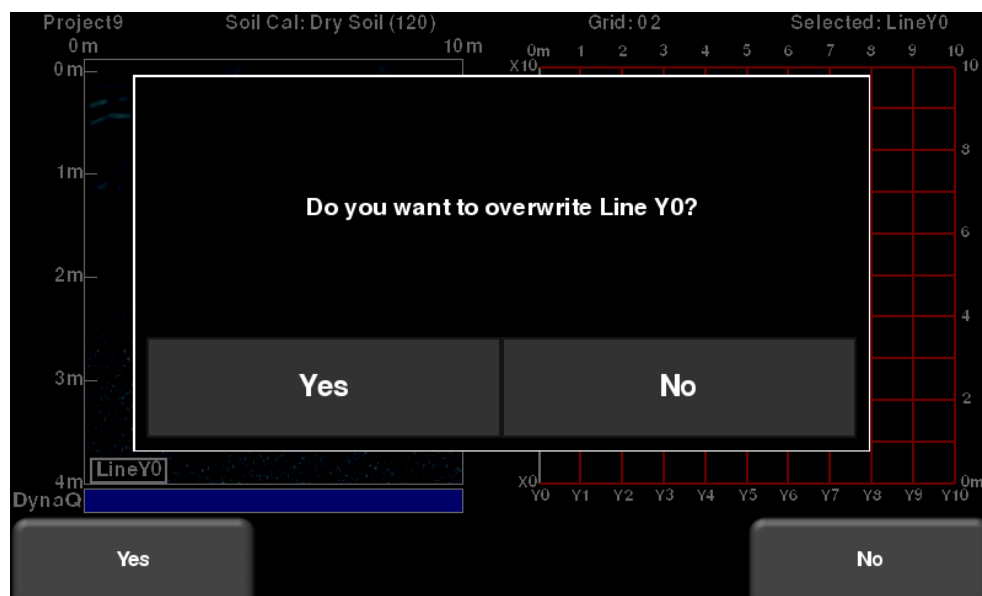 Project9 Soil Cal: Dry Soil (120) Grid: 02 Selected: LineY0
0m 10m 0m 1 2 3 4 5 6 7 8 9 10
0m X10 10
1m 8
Do you want to overwrite Line Y0?
6
2m
4
3m Yes No 2
LineY0
4m X0 0m
DynaQ Y0 Y1 Y2 Y3 Y4 Y5 Y6 Y7 Y8 Y9 Y10
Yes No